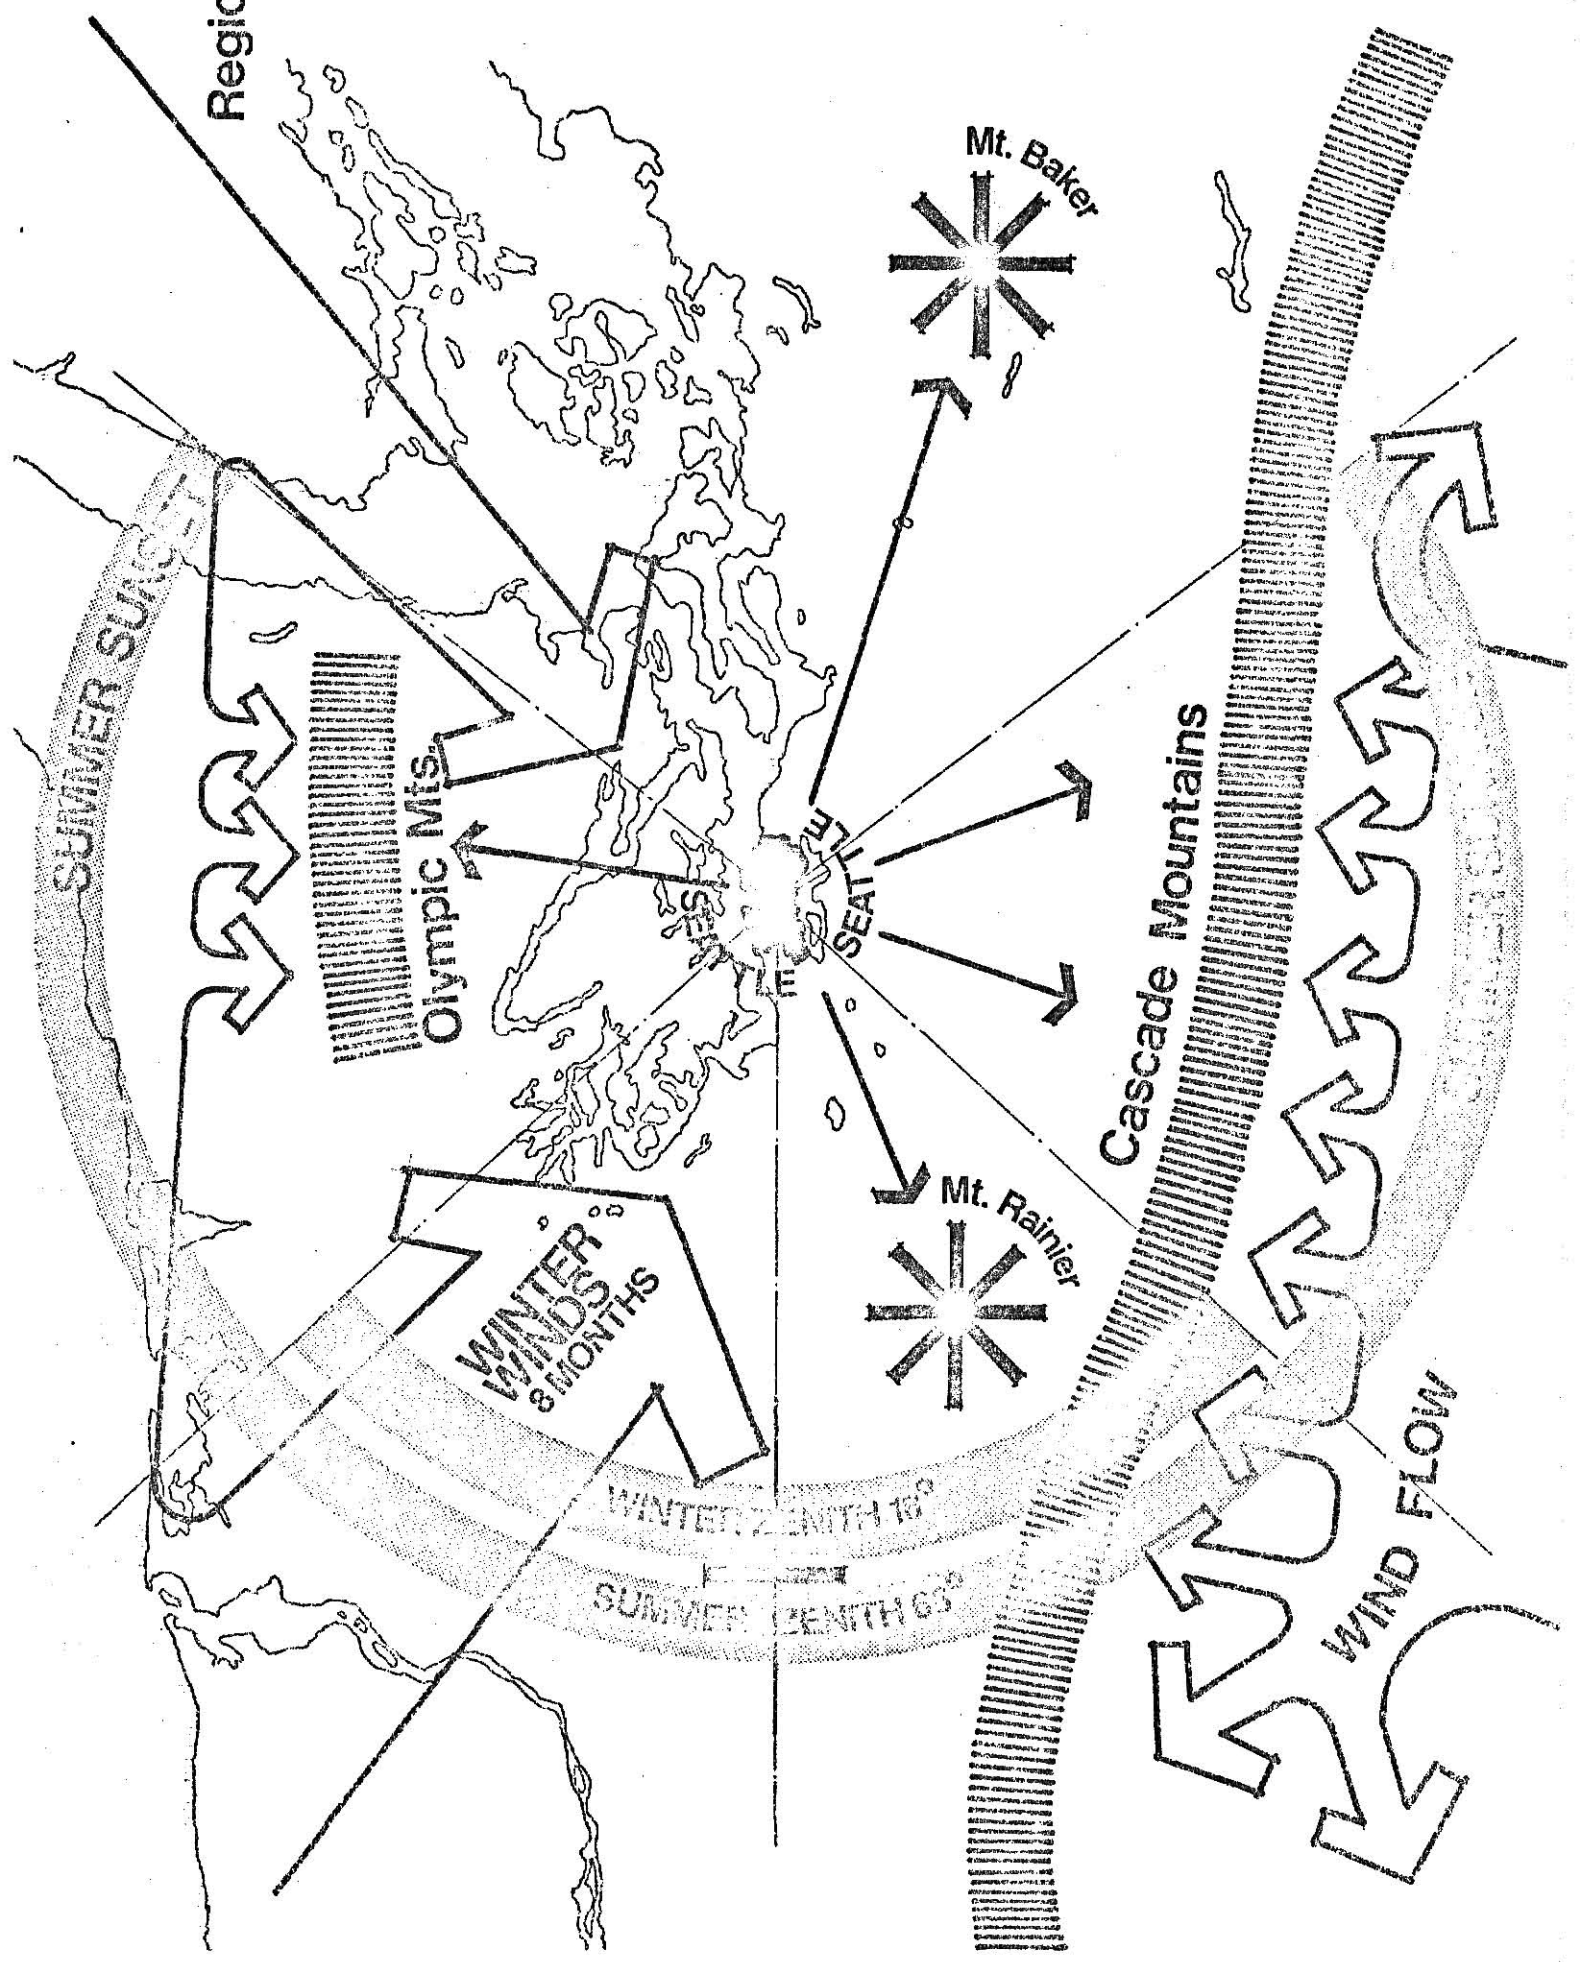 Regio
Mt. Baker
SUMMER SUNSET
Olympic Mts.
SEATTLE
Cascade Mountains
Mt. Rainier
WINTER
WINDS
8 MONTHS
WINTER ZENITH 18°
SUMMER ZENITH 63°
WIND FLOW